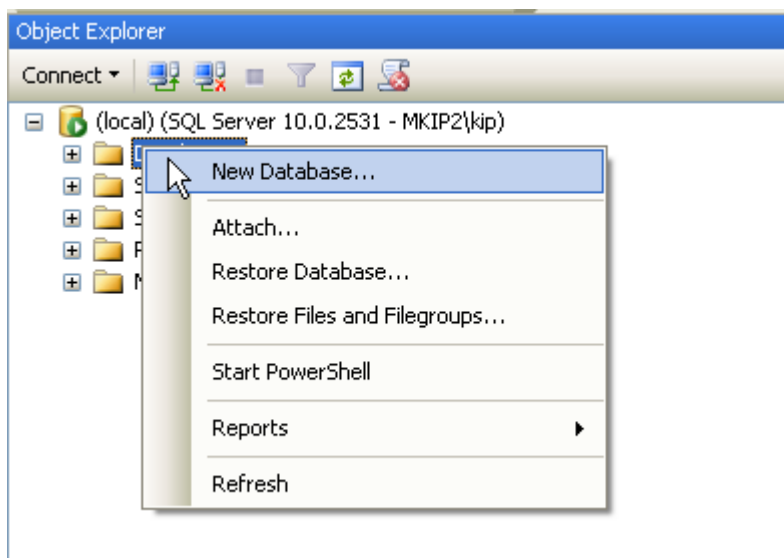 Object Explorer
Connect
(local) (SQL Server 10.0.2531 - MKIP2\kip)
New Database...
Attach...
Restore Database...
Restore Files and Filegroups...
Start PowerShell
Reports
Refresh